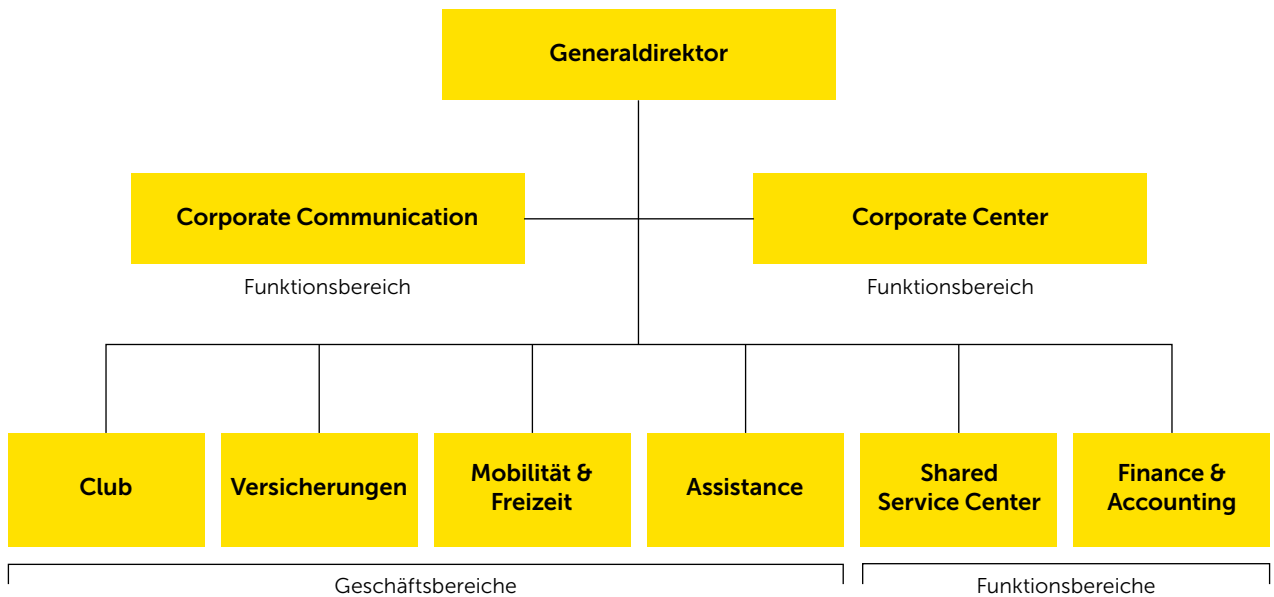 Generaldirektor
Corporate Communication
Corporate Center
Funktionsbereich
Funktionsbereich
Club
Versicherungen
Mobilität &
Freizeit
Assistance
Shared
Service Center
Finance &
Accounting
Geschäftsbereiche
Funktionsbereiche